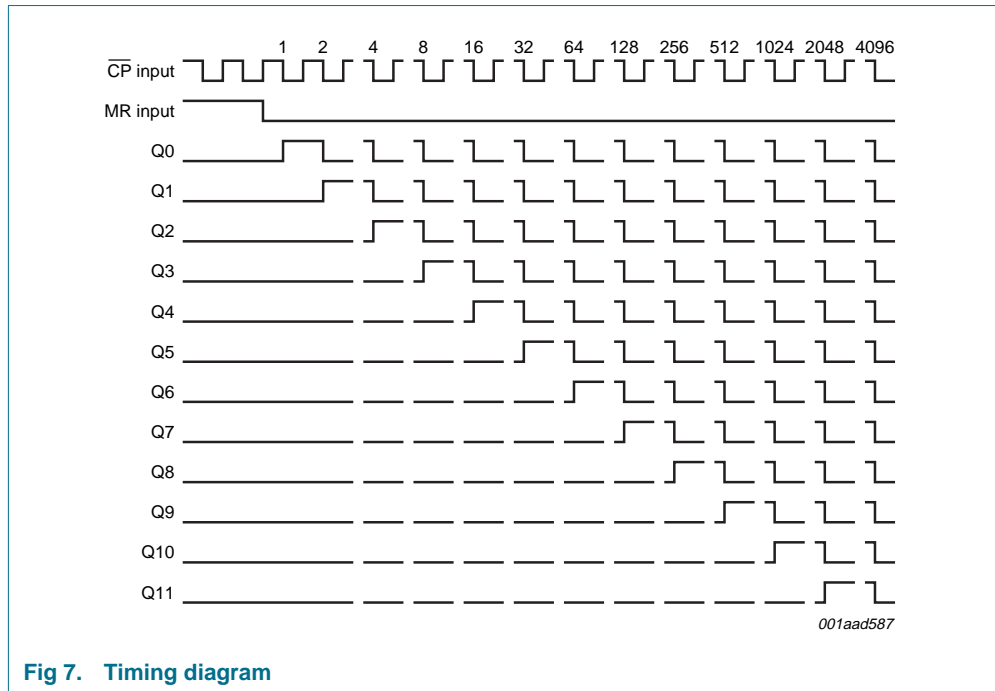 1 2 4 8 16 32 64 128 256 512 1024 2048 4096
CP input
MR input
Q0
Q1
Q2
Q3
Q4
Q5
Q6
Q7
Q8
Q9
Q10
Q11
001aad587
Fig 7. Timing diagram